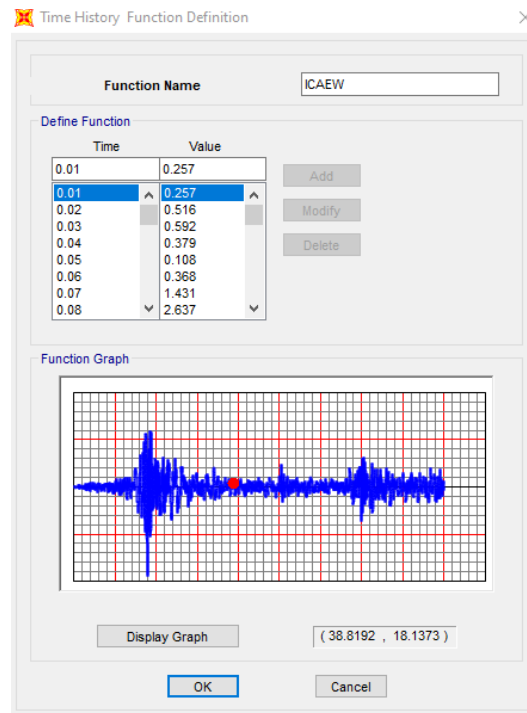 Time History Function Definition
Function Name ICAEW
Define Function
Time Value
0.01 0.257
Add
0.01 0.257
0.02 0.516
Modify
0.03 0.592
0.04 0.379
Delete
0.05 0.108
0.06 0.368
0.07 1.431
0.08 2.637
Function Graph
Display Graph ( 38.8192 , 18.1373 )
OK Cancel